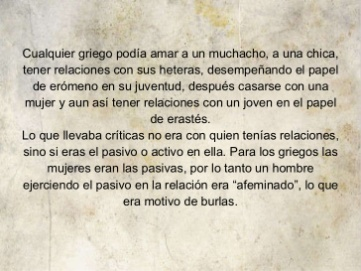 Cualquier griego podía amar a un muchacho, a una chica,
tener relaciones con sus heteras, desempeñando el papel
de erómeno en su juventud, después casarse con una
mujer y aun así tener relaciones con un joven en el papel
de erastés.
Lo que llevaba críticas no era con quien tenías relaciones,
sino si eras el pasivo o activo en ella. Para los griegos las
mujeres eran las pasivas, por lo tanto un hombre
ejerciendo el pasivo en la relación era “afeminado”, lo que
era motivo de burlas.